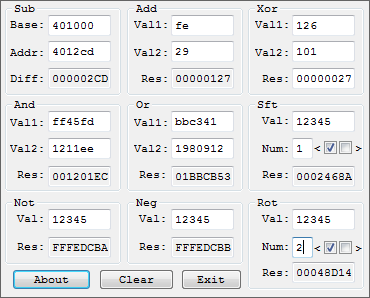 Sub Add Xor
Base: 401000 Val1: fe Val1: 126
Addr: 4012cd Val2: 29 Val2: 101
Diff: 000002CD Res: 00000127 Res: 00000027
And Or Sft
Val1: ff45fd Val1: bbc341 Val: 12345
Val2: 1211ee Val2: 1980912 Num: 1 < >
Res: 001201EC Res: 01BBCB53 Res: 0002468A
Not Neg Rot
Val: 12345 Val: 12345 Val: 12345
Res: FFFEDCBA Res: FFFEDCBB Num: 2 < >
About Clear Exit Res: 00048D14